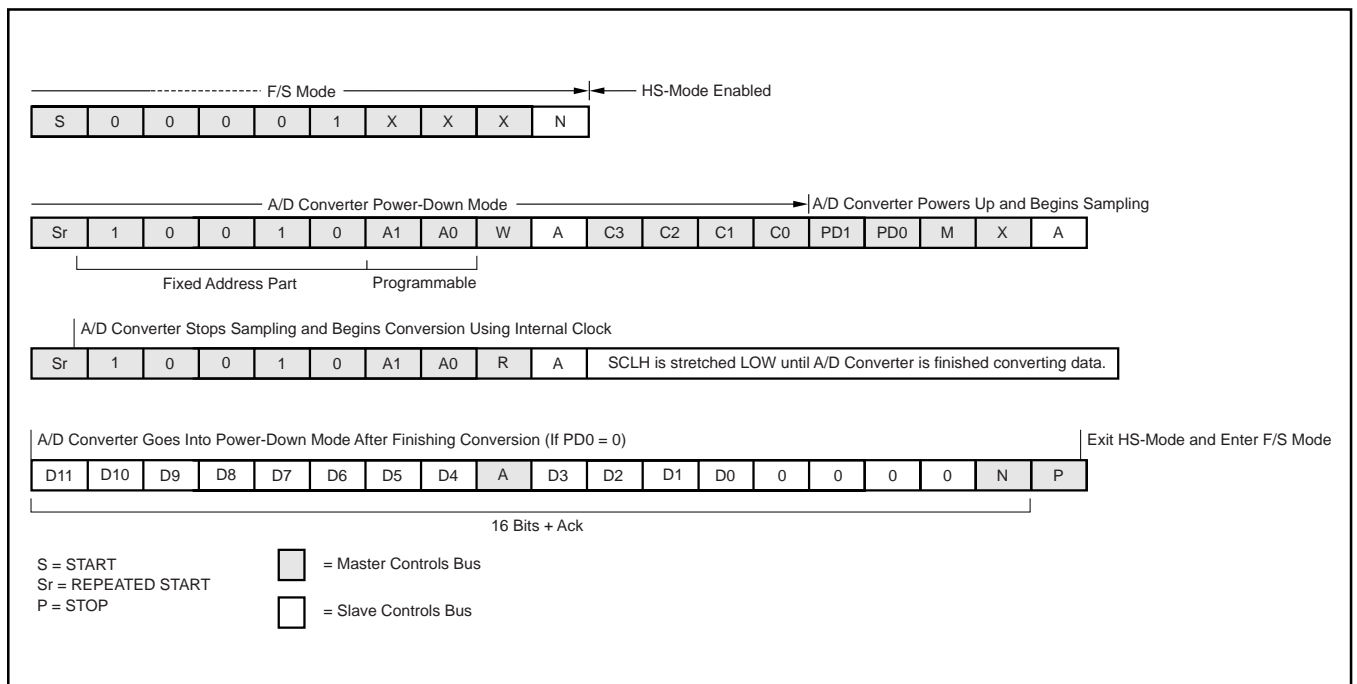 F/S Mode HS-Mode Enabled
S 0 0 0 0 1 X X X N
A/D Converter Power-Down Mode A/D Converter Powers Up and Begins Sampling
Sr 1 0 0 1 0 A1 A0 W A C3 C2 C1 C0 PD1 PD0 M X A
Fixed Address Part Programmable
A/D Converter Stops Sampling and Begins Conversion Using Internal Clock
Sr 1 0 0 1 0 A1 A0 R A SCLH is stretched LOW until A/D Converter is finished converting data.
A/D Converter Goes Into Power-Down Mode After Finishing Conversion (If PD0 = 0) Exit HS-Mode and Enter F/S Mode
D11 D10 D9 D8 D7 D6 D5 D4 A D3 D2 D1 D0 0 0 0 0 N P
16 Bits + Ack
S = START
Sr = REPEATED START
P = STOP
= Master Controls Bus
= Slave Controls Bus